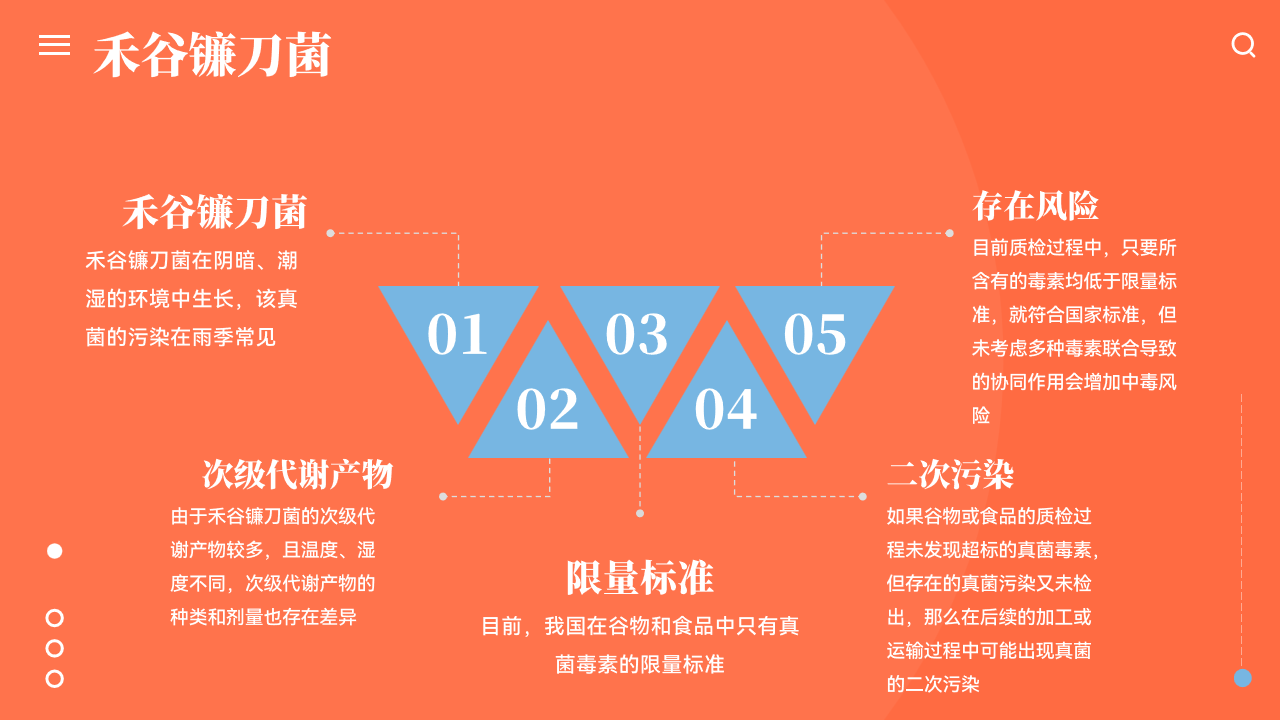 禾谷镰刀菌
禾谷镰刀菌
禾谷镰刀菌在阴暗、潮
湿的环境中生长，该真
菌的污染在雨季常见
01
02
03
04
05
次级代谢产物
由于禾谷镰刀菌的次级代
谢产物较多，且温度、湿
度不同，次级代谢产物的
种类和剂量也存在差异
限量标准
目前，我国在谷物和食品中只有真
菌毒素的限量标准
二次污染
如果谷物或食品的质检过
程未发现超标的真菌毒素，
但存在的真菌污染又未检
出，那么在后续的加工或
运输过程中可能出现真菌
的二次污染
存在风险
目前质检过程中，只要所
含有的毒素均低于限量标
准，就符合国家标准，但
未考虑多种毒素联合导致
的协同作用会增加中毒风
险